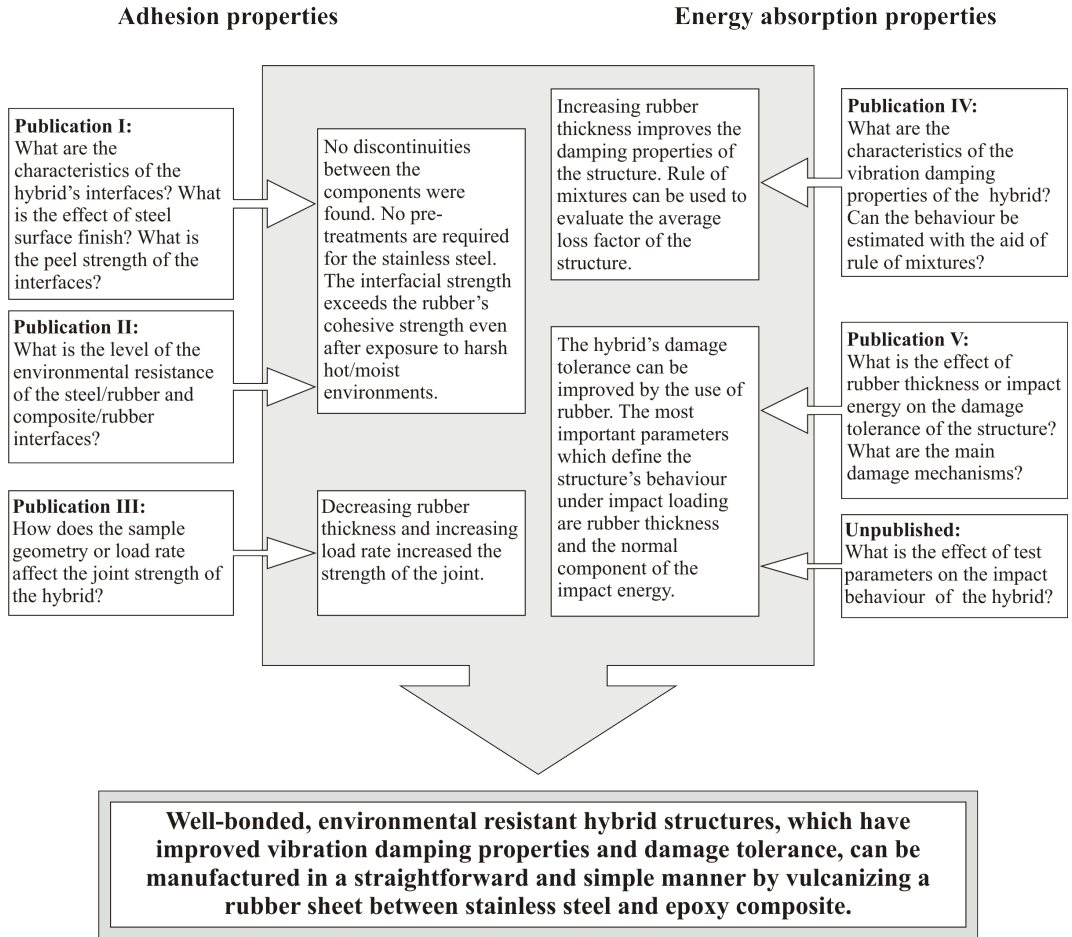 Adhesion properties
Energy absorption properties
Publication I:
What are the
characteristics of the
hybrid's interfaces? What
is the effect of steel
surface finish? What is
the peel strength of the
interfaces?
Publication II:
What is the level of the
environmental resistance
of the steel/rubber and
composite/rubber
interfaces?
Publication III:
How does the sample
geometry or load rate
affect the joint strength of
the hybrid?
No discontinuities
between the
components were
found. No pre-
treatments are required
for the stainless steel.
The interfacial strength
exceeds the rubber's
cohesive strength even
after exposure to harsh
hot/moist
environments.
Decreasing rubber
thickness and increasing
load rate increased the
strength of the joint.
Increasing rubber
thickness improves the
damping properties of
the structure. Rule of
mixtures can be used to
evaluate the average
loss factor of the
structure.
The hybrid's damage
tolerance can be
improved by the use of
rubber. The most
important parameters
which define the
structure's behaviour
under impact loading
are rubber thickness
and the normal
component of the
impact energy.
Publication IV:
What are the
characteristics of the
vibration damping
properties of the hybrid?
Can the behaviour be
estimated with the aid of
rule of mixtures?
Publication V:
What is the effect of
rubber thickness or impact
energy on the damage
tolerance of the structure?
What are the main
damage mechanisms?
Unpublished:
What is the effect of test
parameters on the impact
behaviour of the hybrid?
Well-bonded, environmental resistant hybrid structures, which have
improved vibration damping properties and damage tolerance, can be
manufactured in a straightforward and simple manner by vulcanizing a
rubber sheet between stainless steel and epoxy composite.